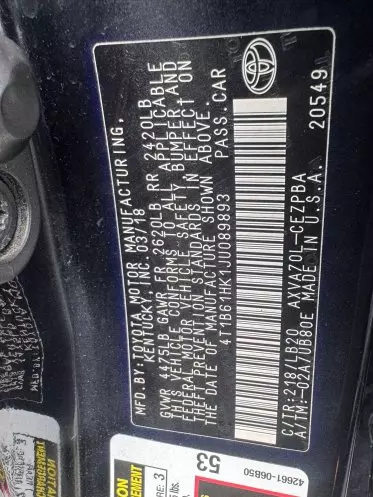 TOYOTA MOTOR MANUFACTURING,
KENTUCKY, INC. 03/18
GVWR 4475LB GAWR FR 2620LB RR 2420LB
THIS VEHICLE CONFORMS TO ALL APPLICABLE
FEDERAL MOTOR VEHICLE SAFETY BUMPER, AND
THEFT PREVENTION STANDARDS IN EFFECT ON
THE DATE OF MANUFACTURE SHOWN ABOVE.
4T1B61HK1JU089893 PASS. CAR
C/TR:218/LB20 AXVA70L-CEZPBA
A/TM:-02A/UB80E MADE IN U.S.A. 20549
42661-06B50
53